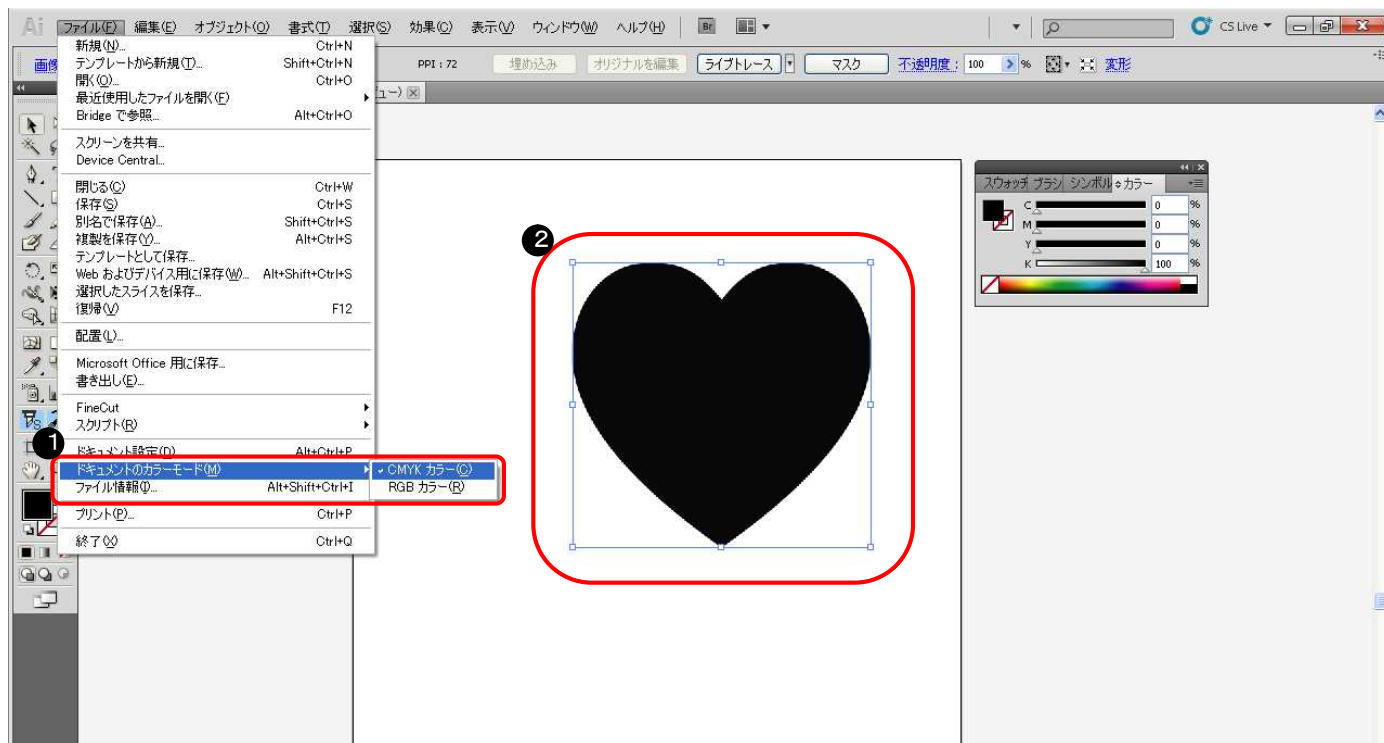 Ai ファイル(F) 編集(E) オブジェクト(O) 書式(T) 選択(S) 効果(C) 表示(V) ウィンドウ(W) ヘルプ(H) Br CS Live
PPI : 72 埋め込み オリジナルを編集 ライブトレース マスク 不透明度 : 100 % 変形
新規(N)... Ctrl+N
テンプレートから新規(T)... Shift+Ctrl+N
開く(O)... Ctrl+O
最近使用したファイルを開く(F)
Bridge で参照... Alt+Ctrl+O
スクリーンを共有...
Device Central...
閉じる(C) Ctrl+W
保存(S) Ctrl+S
別名で保存(A)... Shift+Ctrl+S
複製を保存(Y)... Alt+Ctrl+S
テンプレートとして保存...
Web およびデバイス用に保存(W)... Alt+Shift+Ctrl+S
選択したスライスを保存...
復帰(V) F12
配置(L)...
Microsoft Office 用に保存...
書き出し(E)...
FineCut
スクリプト(R)
ドキュメント設定(D)... Alt+Ctrl+P
ドキュメントのカラーモード(M)
CMYK カラー(C)
ファイル情報(I)... Alt+Shift+Ctrl+I
RGB カラー(R)
プリント(P)... Ctrl+P
終了(X) Ctrl+Q
1
2
スウォッチ ブラシ シンボル カラー
C 0 %
M 0 %
Y 0 %
K 100 %